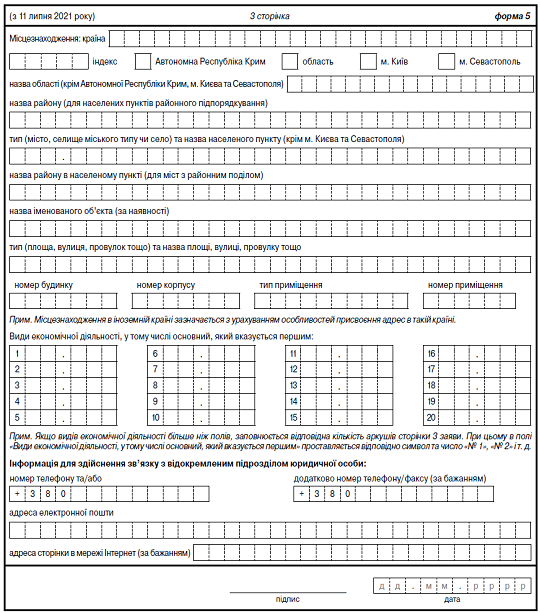 (з 11 липня 2021 року) 3 сторінка форма 5
Місцезнаходження: країна
індекс Автономна Республіка Крим область м. Київ м. Севастополь
назва області (крім Автономної Республіки Крим, м. Києва та Севастополя)
назва району (для населених пунктів районного підпорядкування)
тип (місто, селище міського типу чи село) та назва населеного пункту (крім м. Києва та Севастополя)
.
назва району в населеному пункті (для міст з районним поділом)
назва іменованого об’єкта (за наявності)
тип (площа, вулиця, провулок тощо) та назва площі, вулиці, провулку тощо
номер будинку номер корпусу тип приміщення номер приміщення
Прим. Місцезнаходження в іноземній країні зазначається з урахуванням особливостей присвоєння адрес в такій країні.
Види економічної діяльності, у тому числі основний, який вказується першим:
1 . 6 . 11 . 16 .
2 . 7 . 12 . 17 .
3 . 8 . 13 . 18 .
4 . 9 . 14 . 19 .
5 . 10 . 15 . 20 .
Прим. Якщо видів економічної діяльності більше ніж полів, заповнюється відповідна кількість аркушів сторінки 3 заяви. При цьому в полі
«Види економічної діяльності, у тому числі основний, який вказується першим» проставляється відповідно символ та число «№ 1», «№ 2» і т. д.
Інформація для здійснення зв’язку з відокремленим підрозділом юридичної особи:
номер телефону та/або додатково номер телефону/факсу (за бажанням)
+ 3 8 0 + 3 8 0
адреса електронної пошти
адреса сторінки в мережі Інтернет (за бажанням)
д д . м м . р р р р
підпис дата